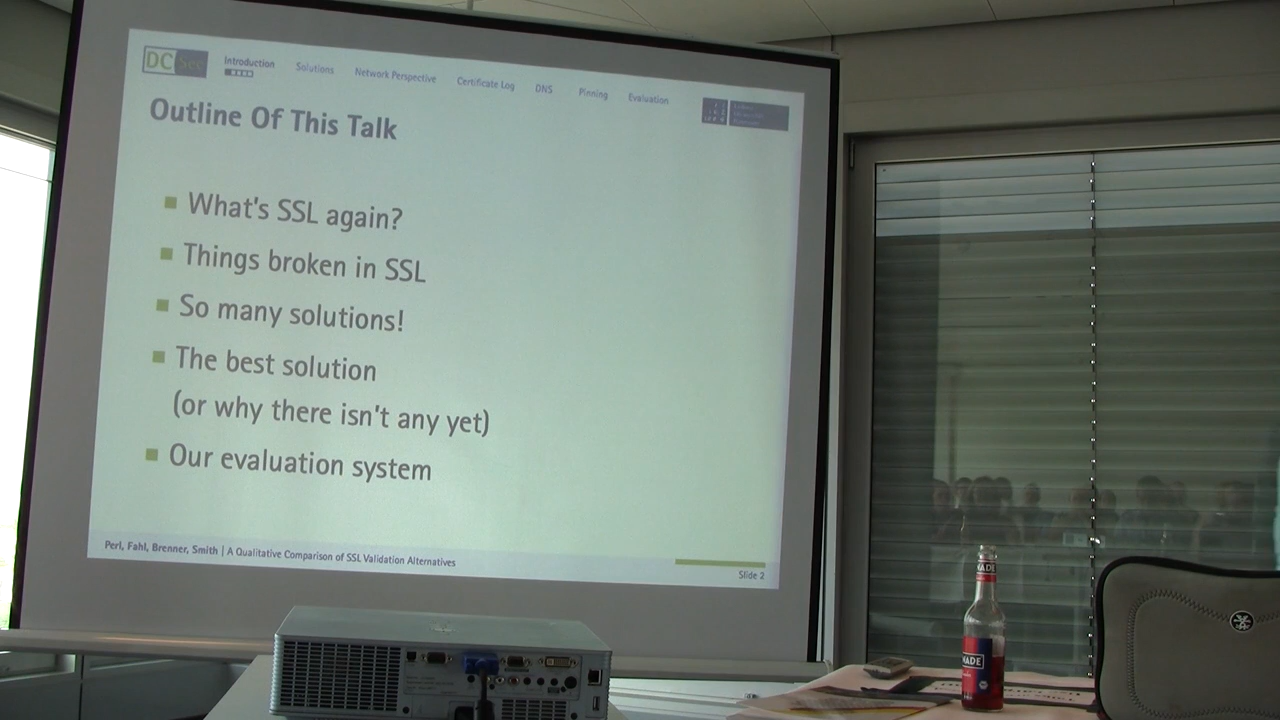 DCSec
Introduction Solutions Network Perspective Certificate Log DNS Pinning Evaluation
Outline Of This Talk
What's SSL again?
Things broken in SSL
So many solutions!
The best solution
(or why there isn't any yet)
Our evaluation system
Perl, Fahl, Brenner, Smith | A Qualitative Comparison of SSL Validation Alternatives
Slide 2
NADE
NADE